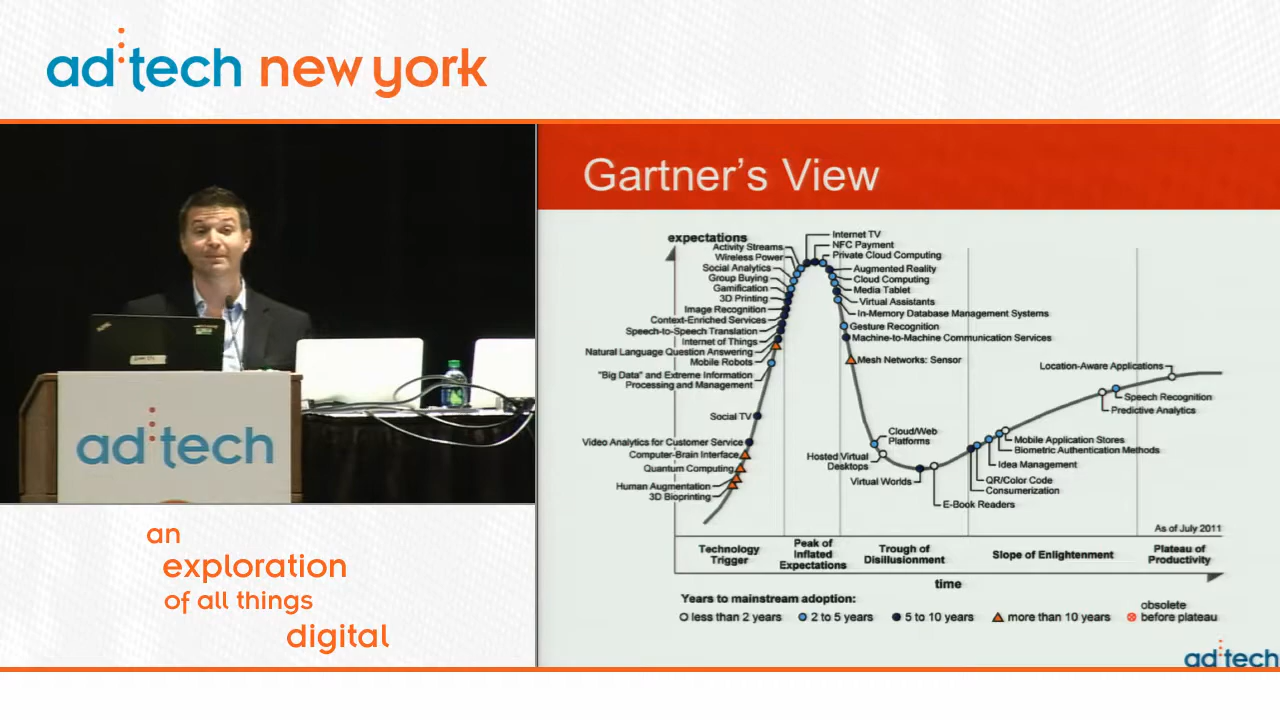 ad:tech new york
Gartner's View
expectations
Activity Streams
Wireless Power
Social Analytics
Group Buying
Gamification
3D Printing
Image Recognition
Context-Enriched Services
Speech-to-Speech Translation
Internet of Things
Natural Language Question Answering
Mobile Robots
"Big Data" and Extreme Information
Processing and Management
Social TV
Video Analytics for Customer Service
Computer-Brain Interface
Quantum Computing
Human Augmentation
3D Bioprinting
Internet TV
NFC Payment
Private Cloud Computing
Augmented Reality
Cloud Computing
Media Tablet
Virtual Assistants
In-Memory Database Management Systems
Gesture Recognition
Machine-to-Machine Communication Services
Mesh Networks: Sensor
Cloud/Web
Platforms
Hosted Virtual
Desktops
Virtual Worlds
E-Book Readers
Location-Aware Applications
Speech Recognition
Predictive Analytics
Mobile Application Stores
Biometric Authentication Methods
Idea Management
QR/Color Code
Consumerization
As of July 2011
Technology
Trigger
Peak of
Inflated
Expectations
Trough of
Disillusionment
Slope of Enlightenment
Plateau of
Productivity
time
Years to mainstream adoption:
less than 2 years
2 to 5 years
5 to 10 years
more than 10 years
obsolete
before plateau
ad:tech
ad:tech
an
exploration
of all things
digital